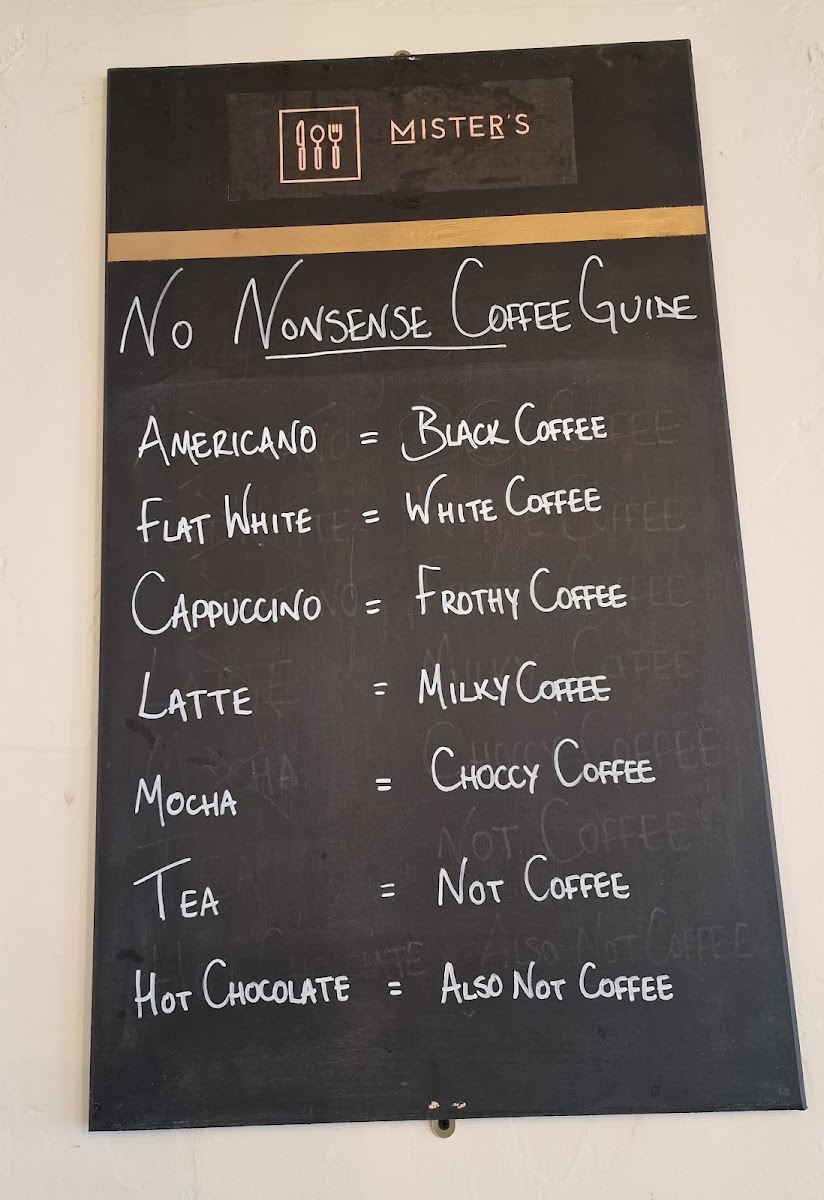 MISTER'S
NO NONSENSE COFFEE GUIDE
AMERICANO = BLACK COFFEE
FLAT WHITE = WHITE COFFEE
CAPPUCCINO = FROTHY COFFEE
LATTE = MILKY COFFEE
MOCHA = CHOCCY COFFEE
TEA = NOT COFFEE
HOT CHOCOLATE = ALSO NOT COFFEE